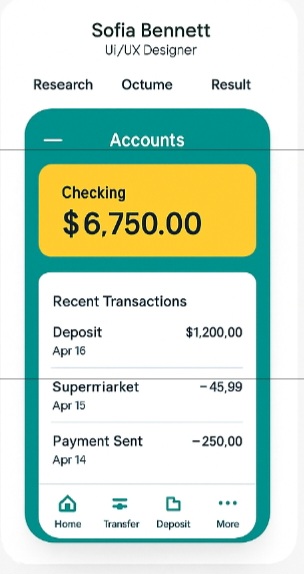 Sofia Bennett
Ui/UX Designer
Research Octume Result
Accounts
Checking
$6,750.00
Recent Transactions
Deposit $1,200,00
Apr 16
Supermarket −45,99
Apr 15
Payment Sent −250,00
Apr 14
Home Transfer Deposit More